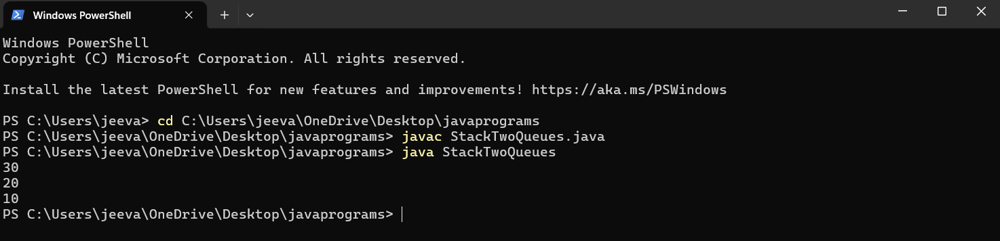 Windows PowerShell
Windows PowerShell
Copyright (C) Microsoft Corporation. All rights reserved.
Install the latest PowerShell for new features and improvements! https://aka.ms/PSWindows
PS C:\Users\jeeva> cd C:\Users\jeeva\OneDrive\Desktop\javaprograms
PS C:\Users\jeeva\OneDrive\Desktop\javaprograms> javac StackTwoQueues.java
PS C:\Users\jeeva\OneDrive\Desktop\javaprograms> java StackTwoQueues
30
20
10
PS C:\Users\jeeva\OneDrive\Desktop\javaprograms>